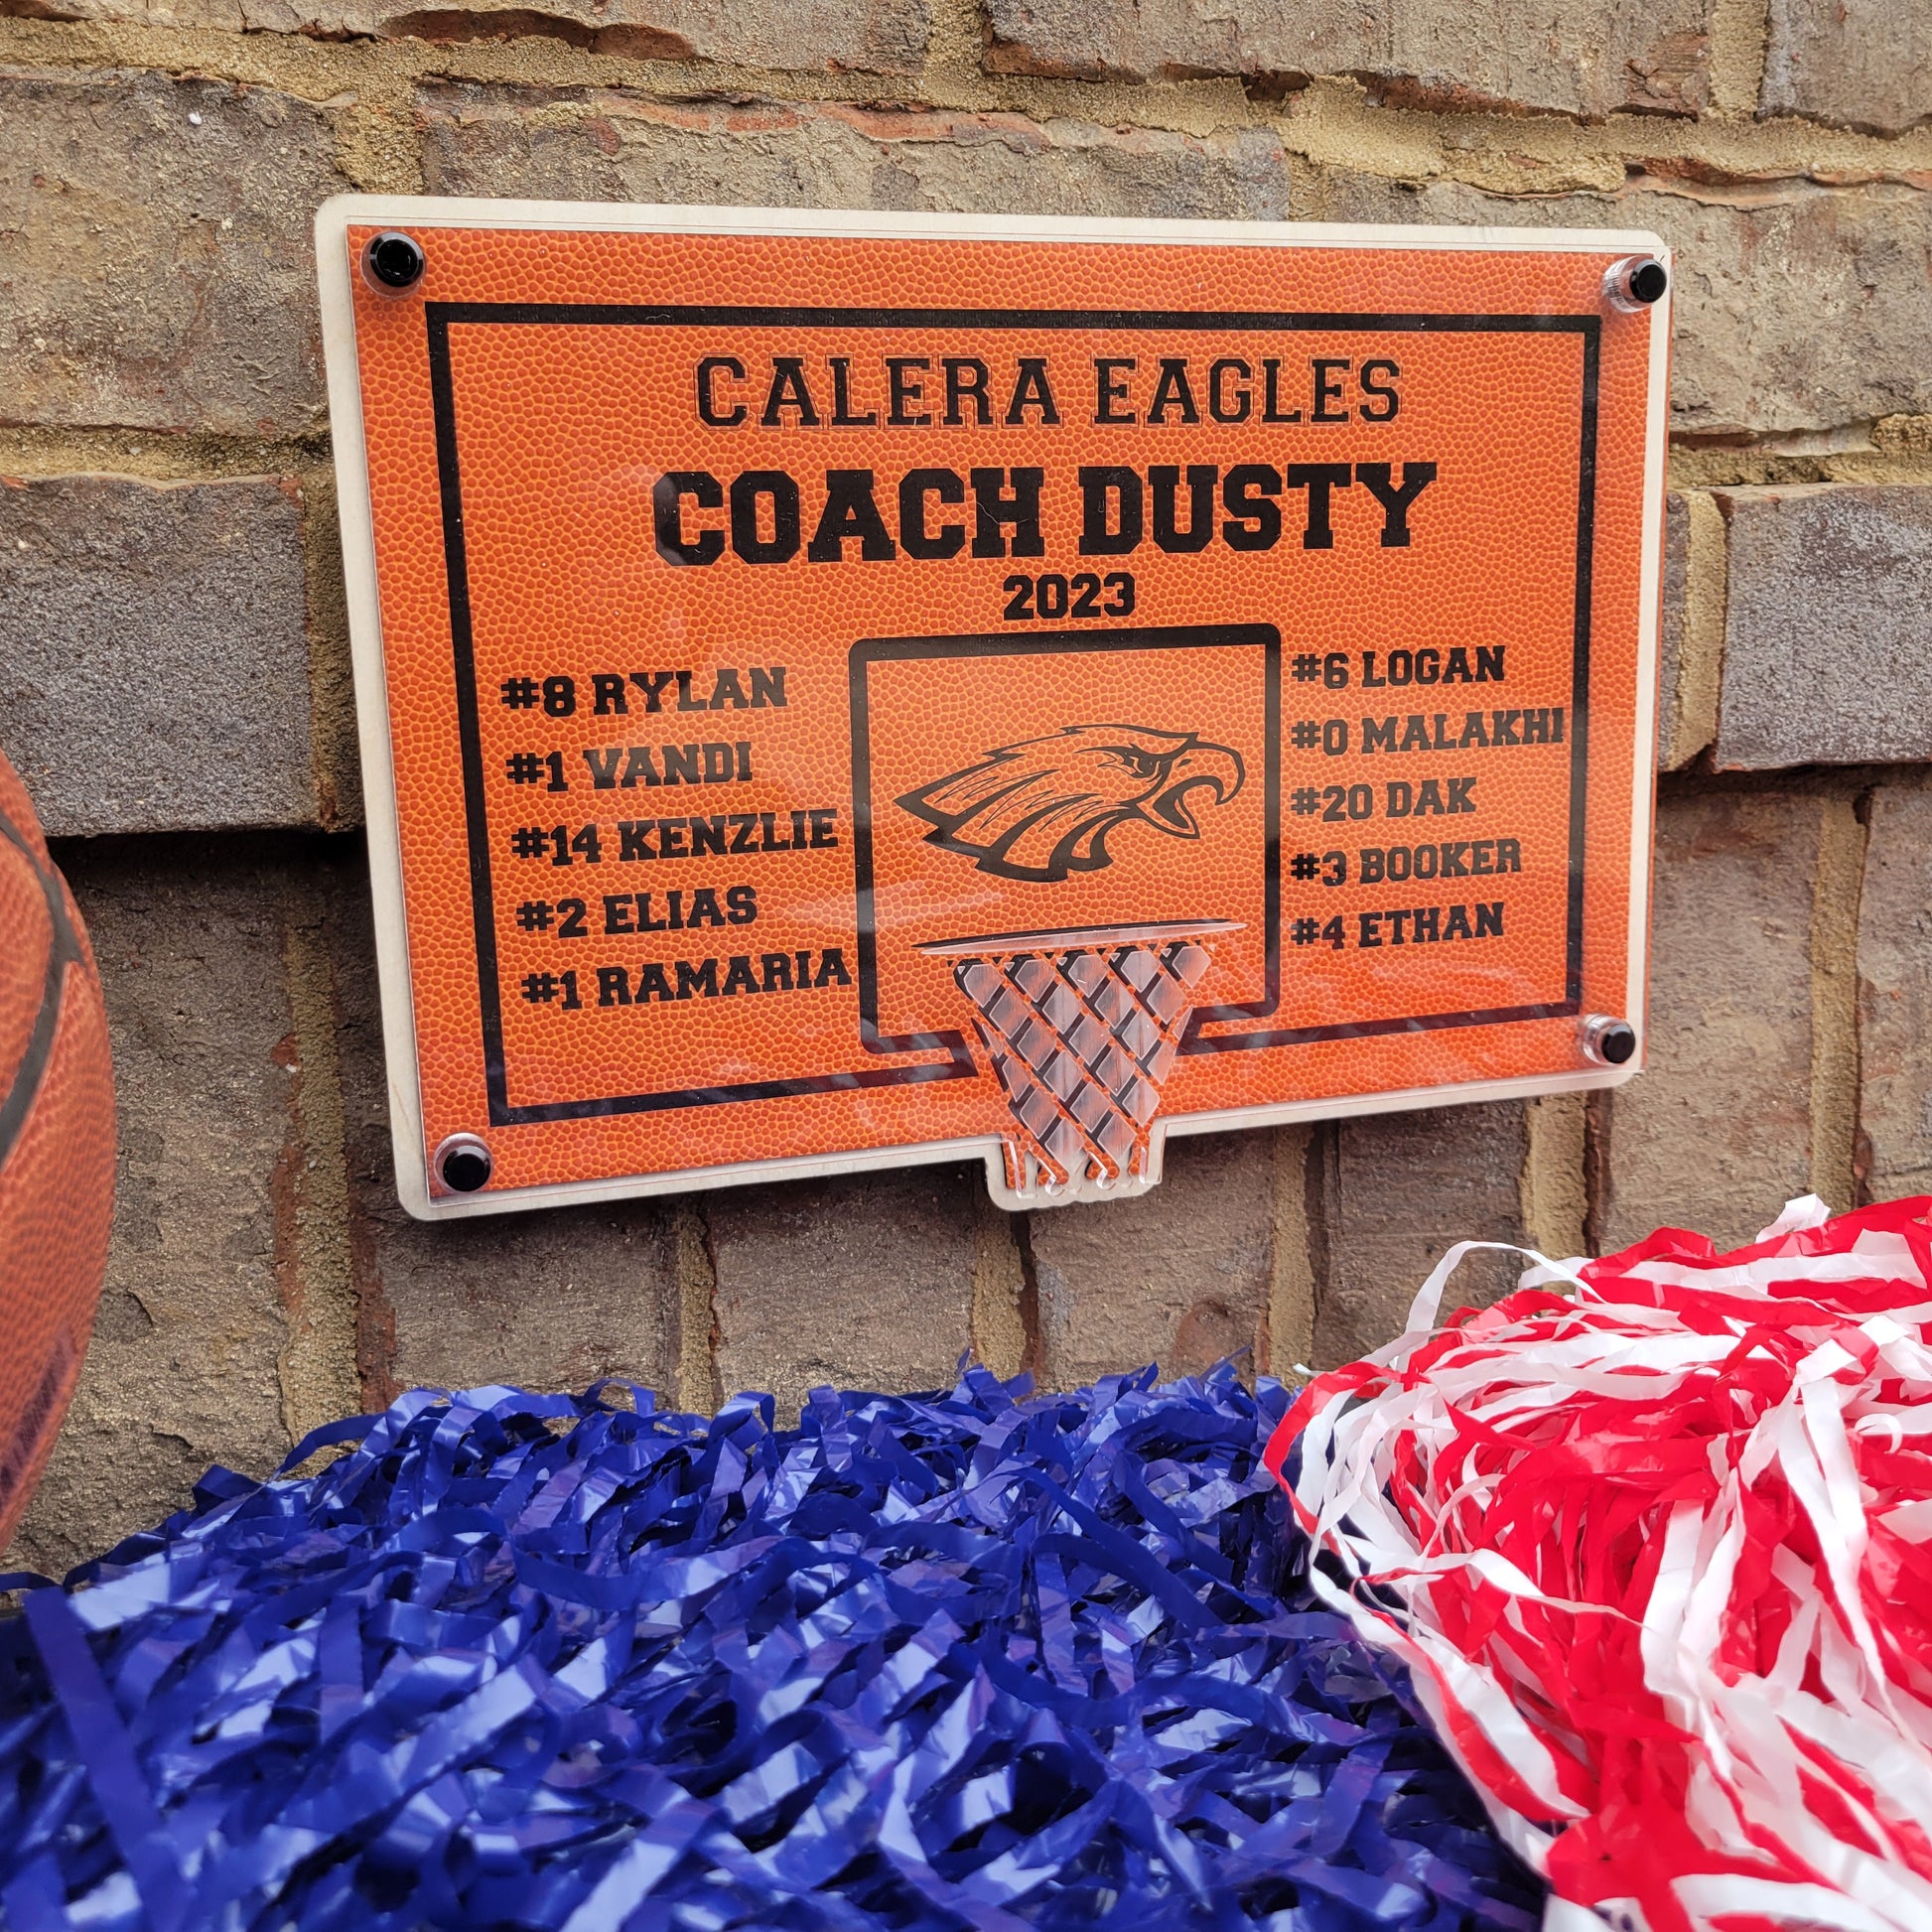 CALERA EAGLES
COACH DUSTY
2023
#8 RYLAN
#1 VANDI
#14 KENZLIE
#2 ELIAS
#1 RAMARIA
#6 LOGAN
#0 MALAKHI
#20 DAK
#3 BOOKER
#4 ETHAN